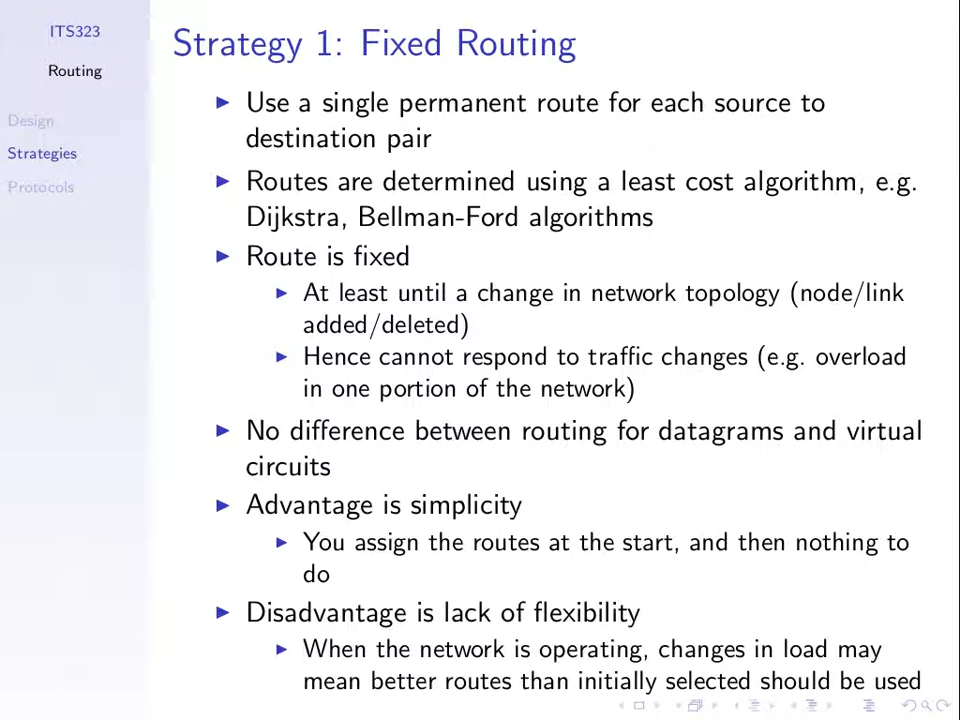 ITS323
Routing
Design
Strategies
Protocols
Strategy 1: Fixed Routing
Use a single permanent route for each source to
destination pair
Routes are determined using a least cost algorithm, e.g.
Dijkstra, Bellman-Ford algorithms
Route is fixed
At least until a change in network topology (node/link
added/deleted)
Hence cannot respond to traffic changes (e.g. overload
in one portion of the network)
No difference between routing for datagrams and virtual
circuits
Advantage is simplicity
You assign the routes at the start, and then nothing to
do
Disadvantage is lack of flexibility
When the network is operating, changes in load may
mean better routes than initially selected should be used